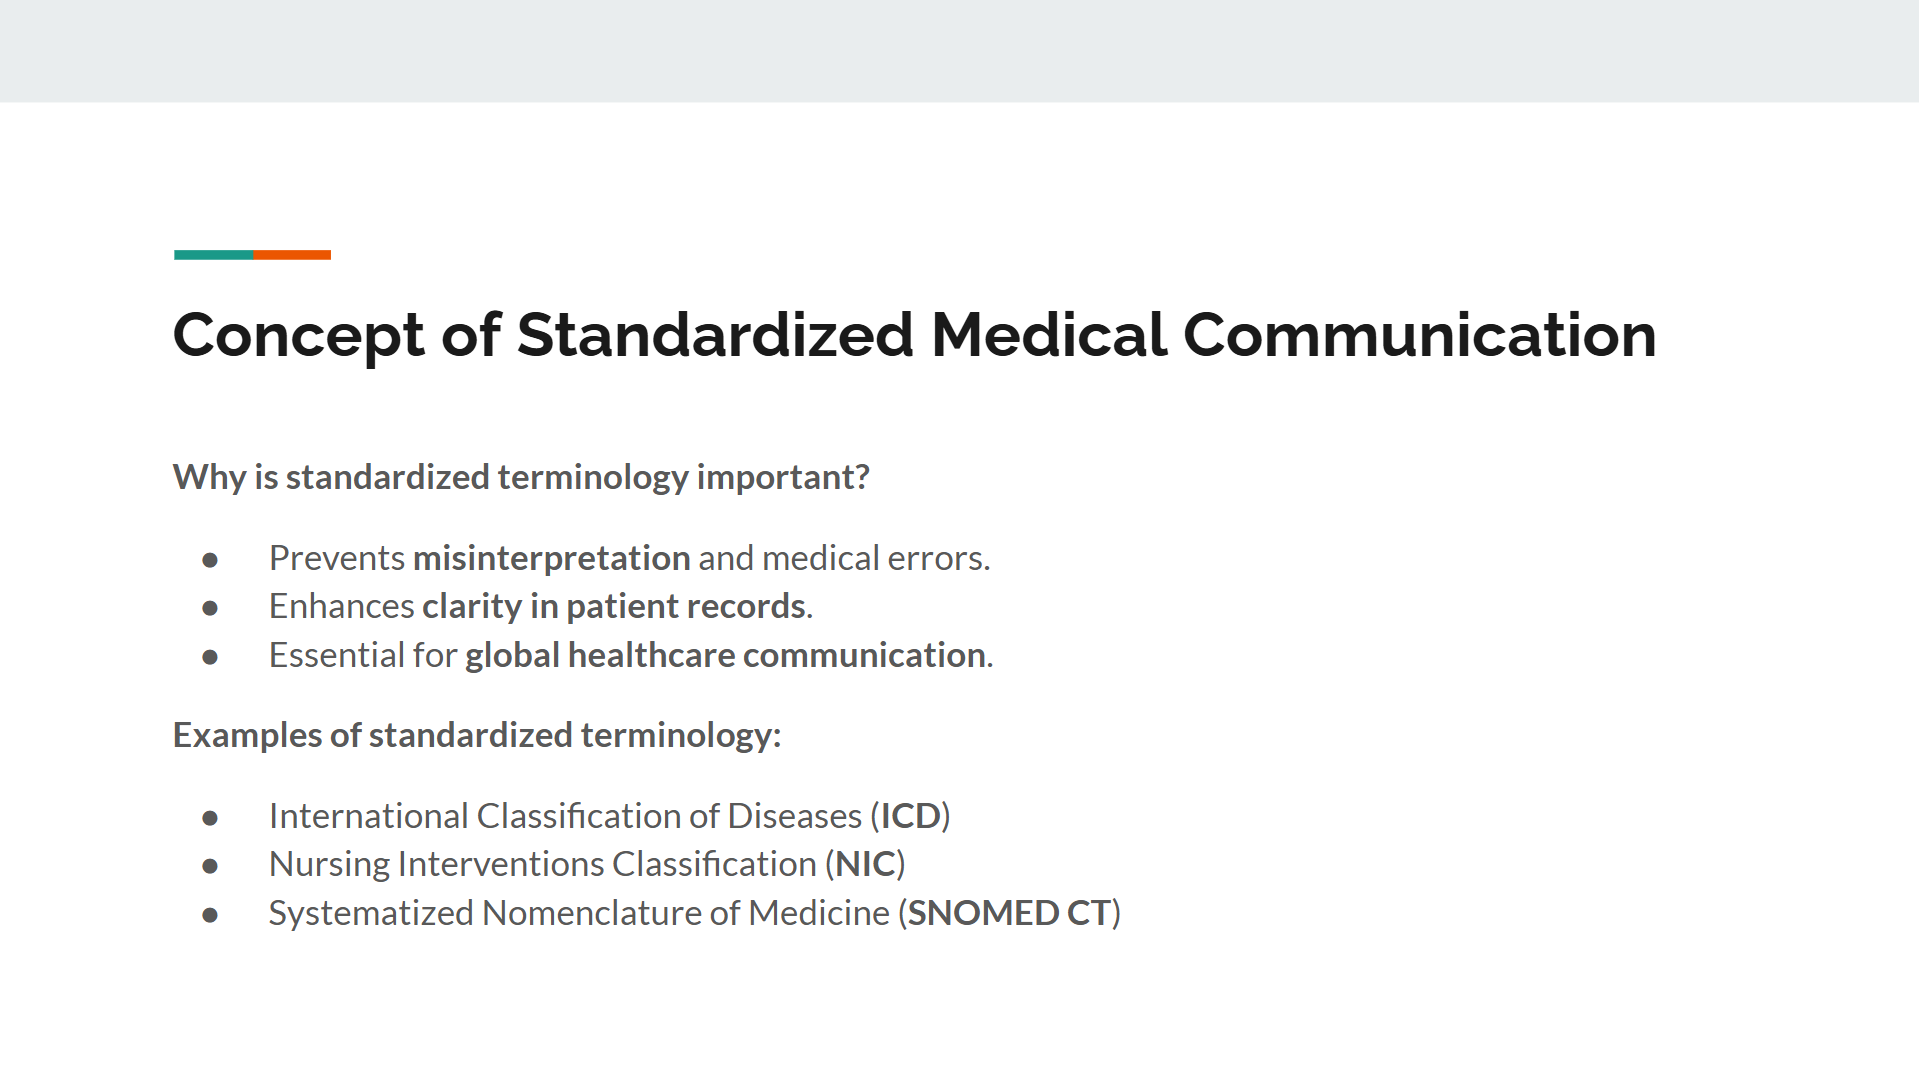 Concept of Standardized Medical Communication
Why is standardized terminology important?
● Prevents misinterpretation and medical errors.
● Enhances clarity in patient records.
● Essential for global healthcare communication.
Examples of standardized terminology:
● International Classification of Diseases (ICD)
● Nursing Interventions Classification (NIC)
● Systematized Nomenclature of Medicine (SNOMED CT)